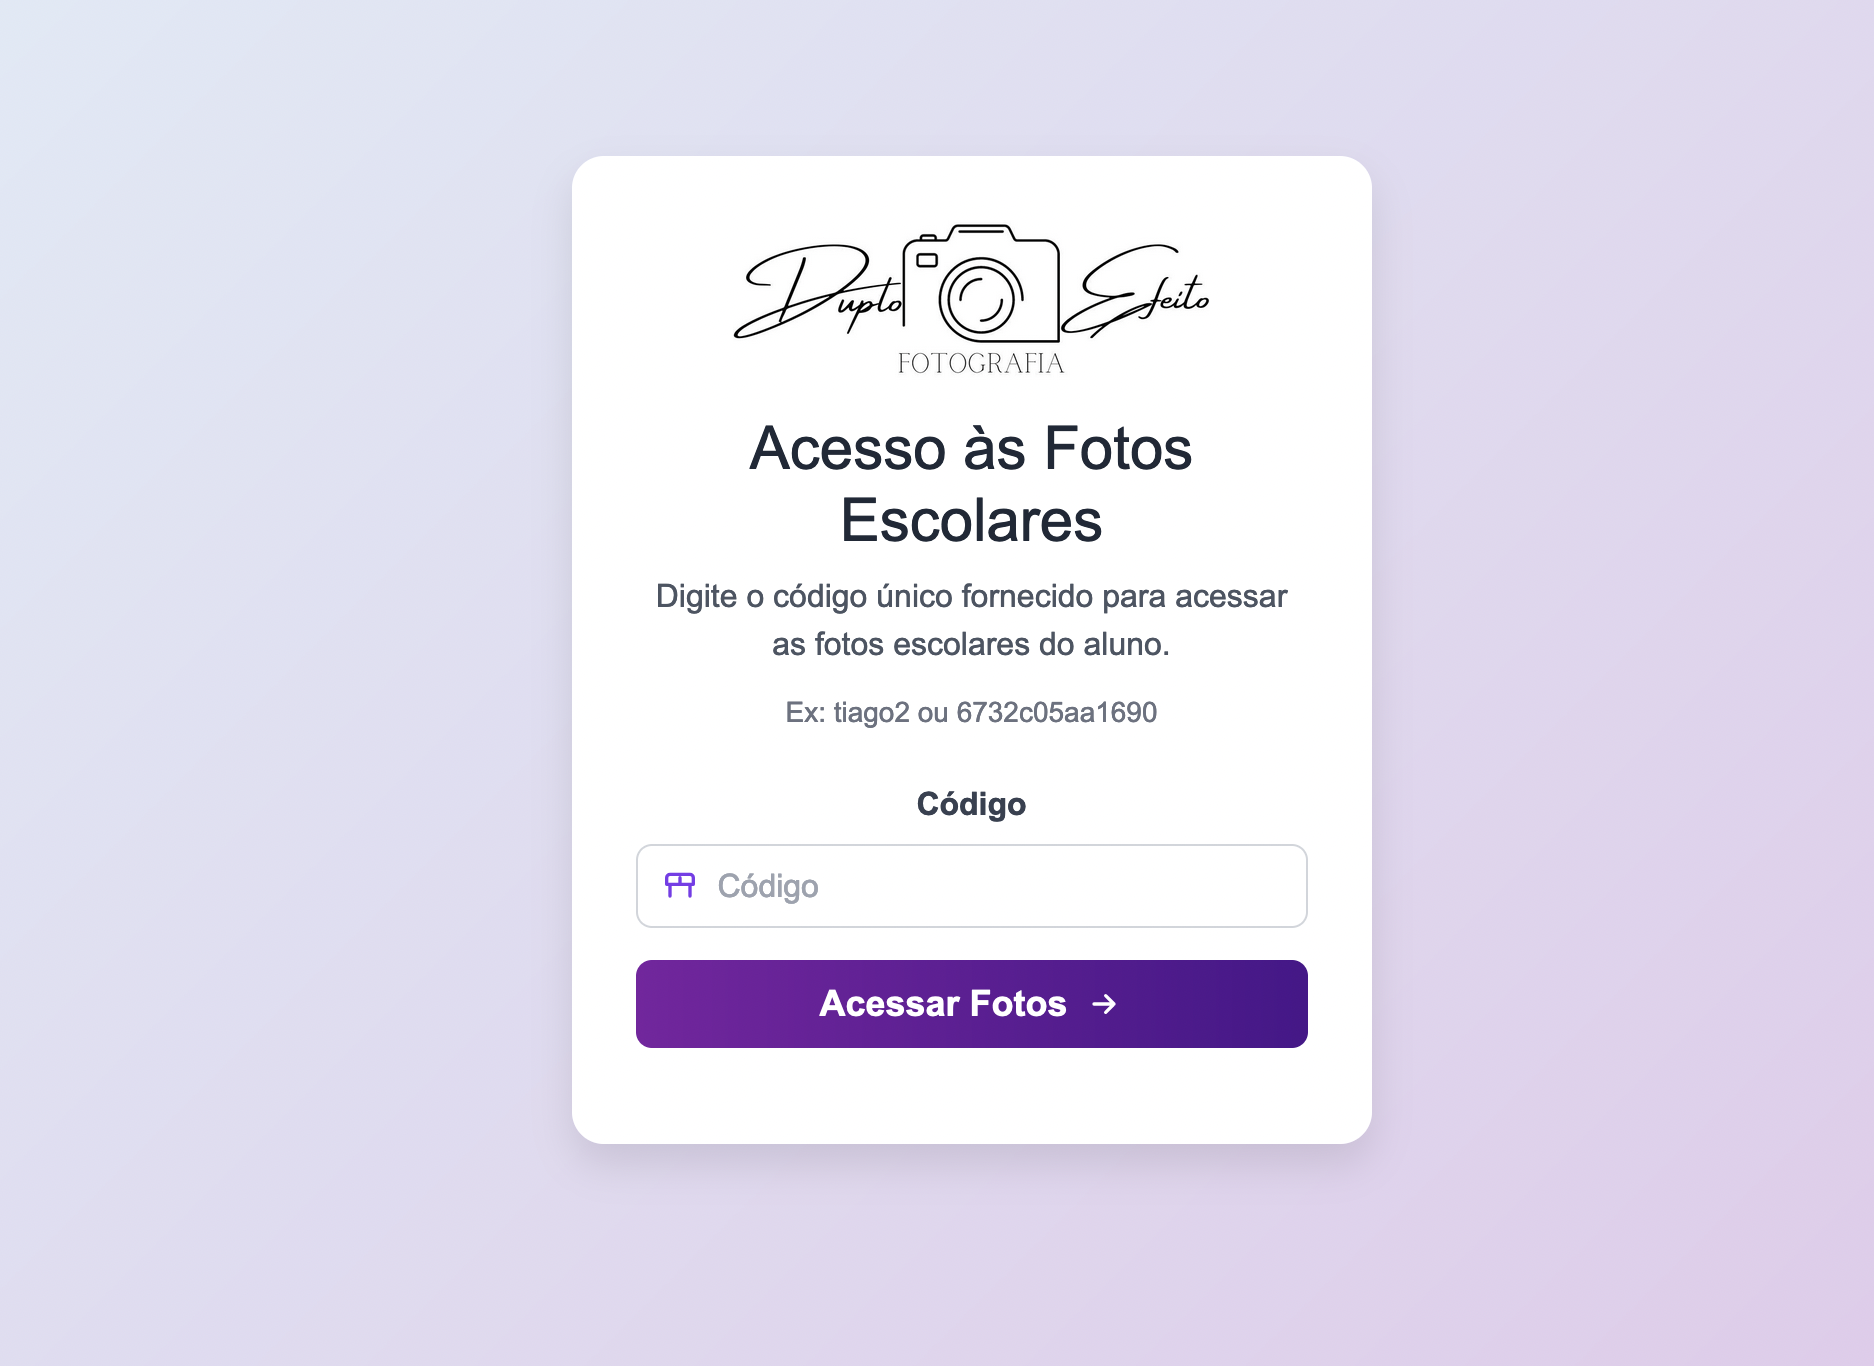 Duplo Efeito
FOTOGRAFIA
Acesso às Fotos
Escolares
Digite o código único fornecido para acessar
as fotos escolares do aluno.
Ex: tiago2 ou 6732c05aa1690
Código
Código
Acessar Fotos →